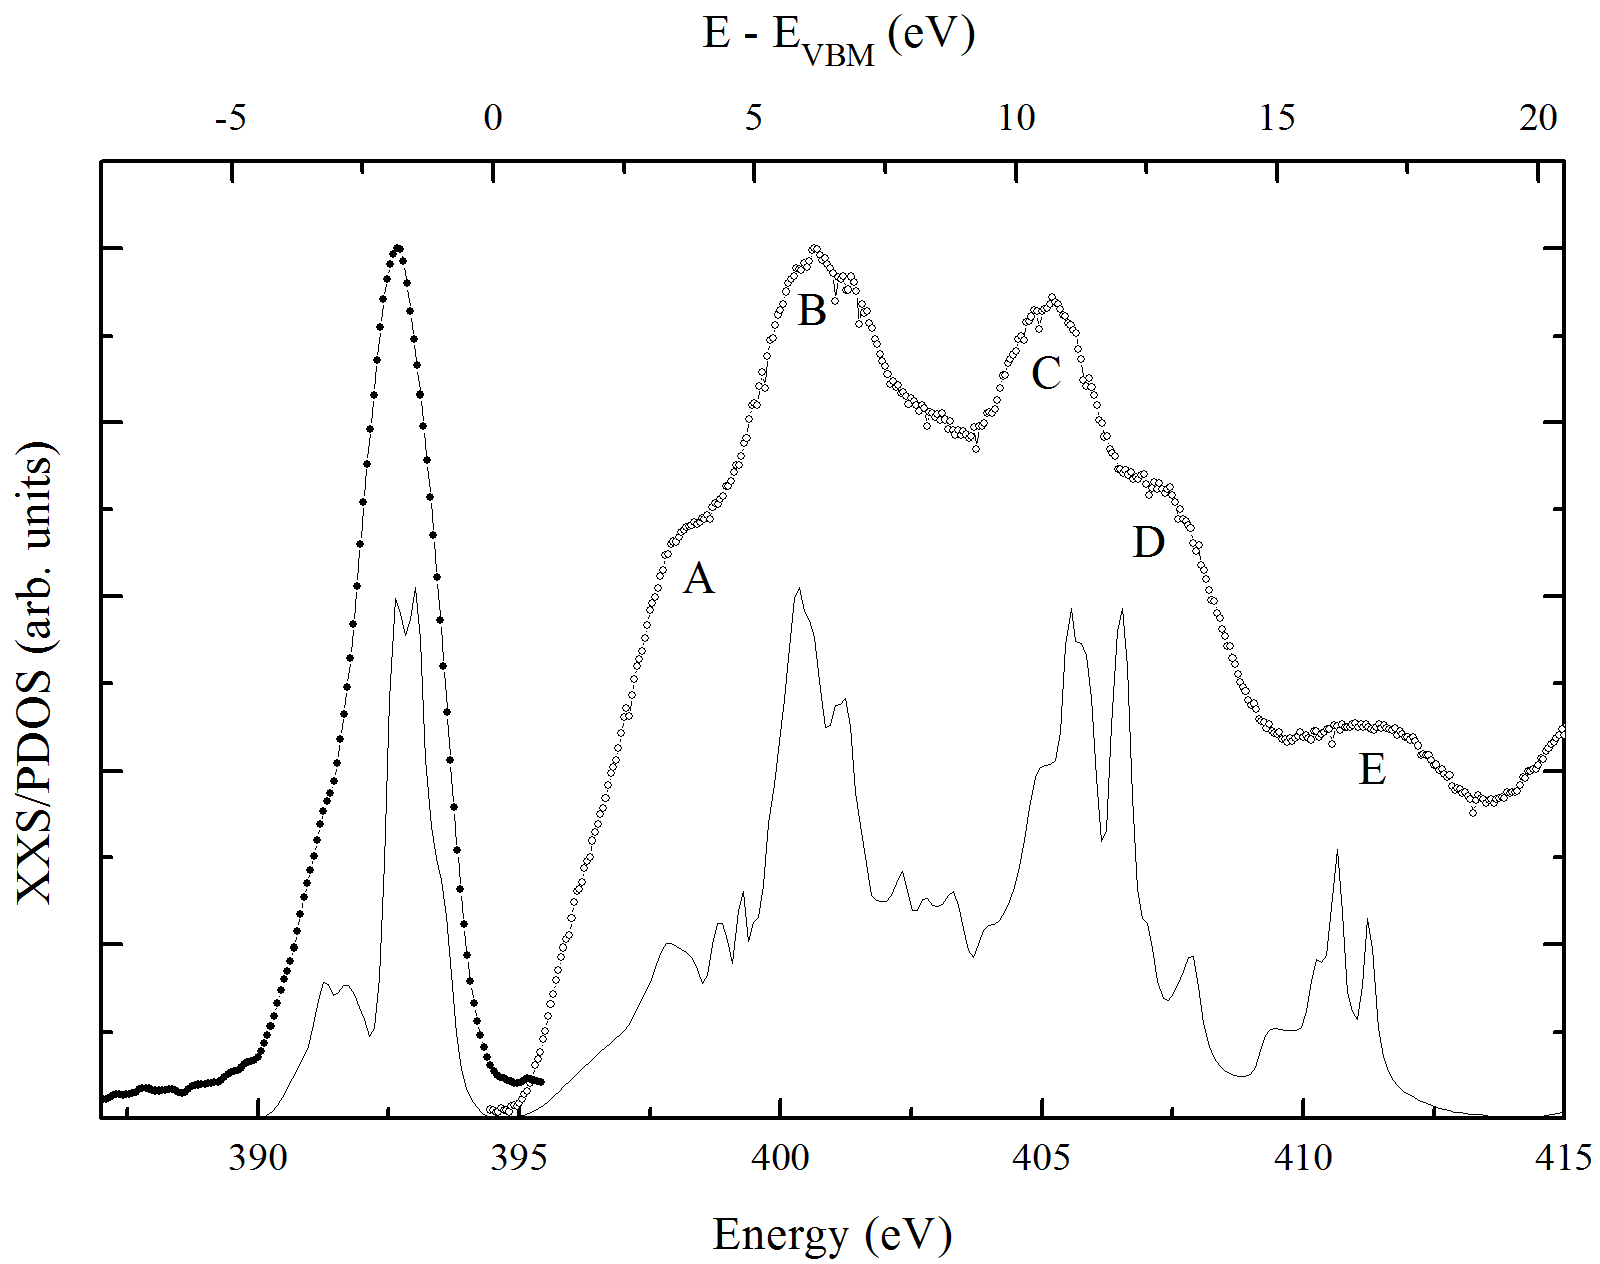 E - E_VBM (eV)
-5 0 5 10 15 20
B
C
D
A
E
XXS/PDOS (arb. units)
390 395 400 405 410 415
Energy (eV)